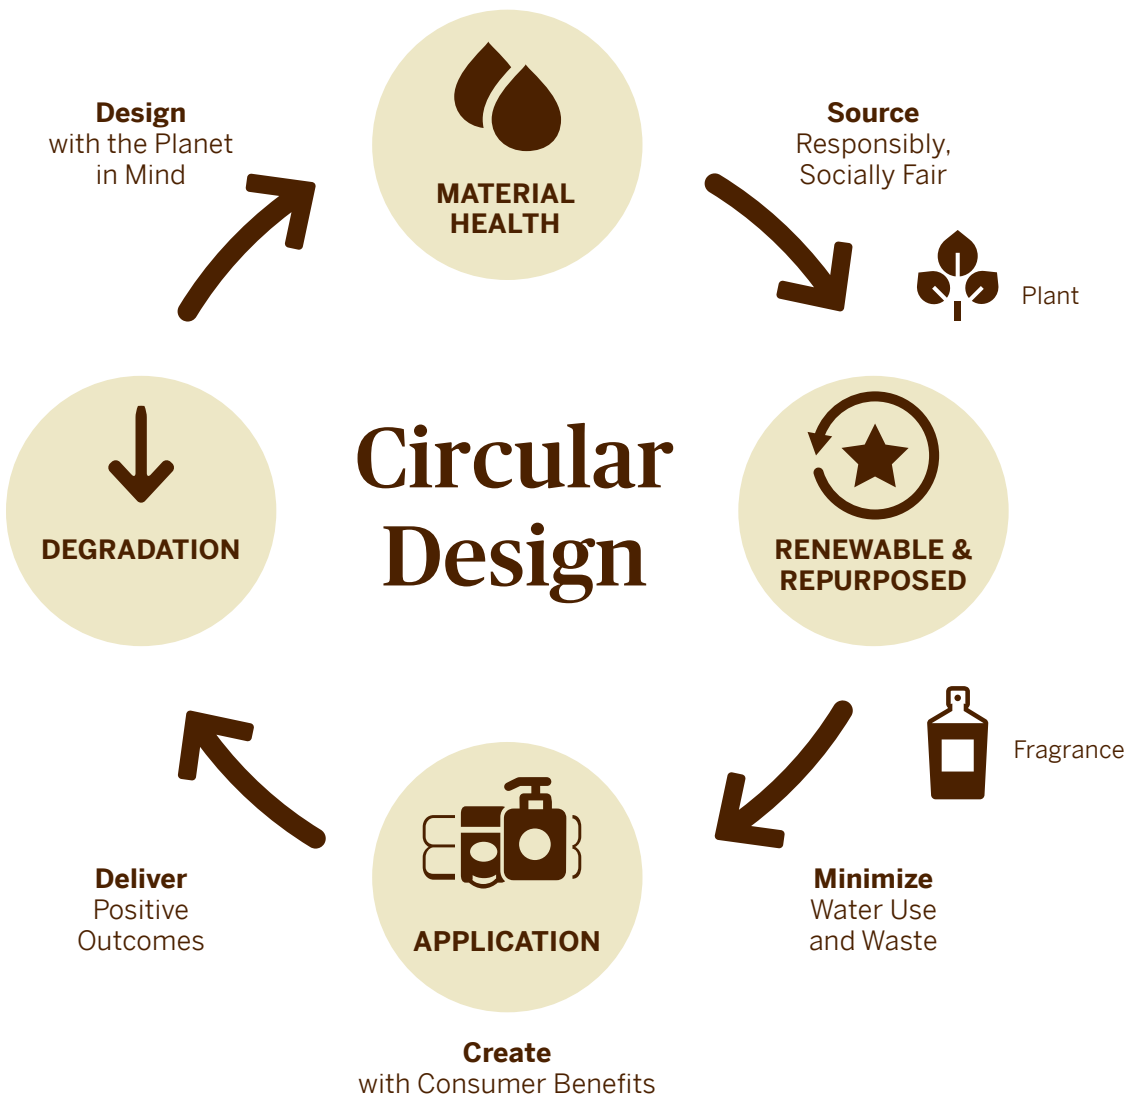 Design
with the Planet
in Mind
MATERIAL
HEALTH
Source
Responsibly,
Socially Fair
Plant
DEGRADATION
Circular
Design
RENEWABLE &
REPURPOSED
Fragrance
Deliver
Positive
Outcomes
APPLICATION
Minimize
Water Use
and Waste
Create
with Consumer Benefits